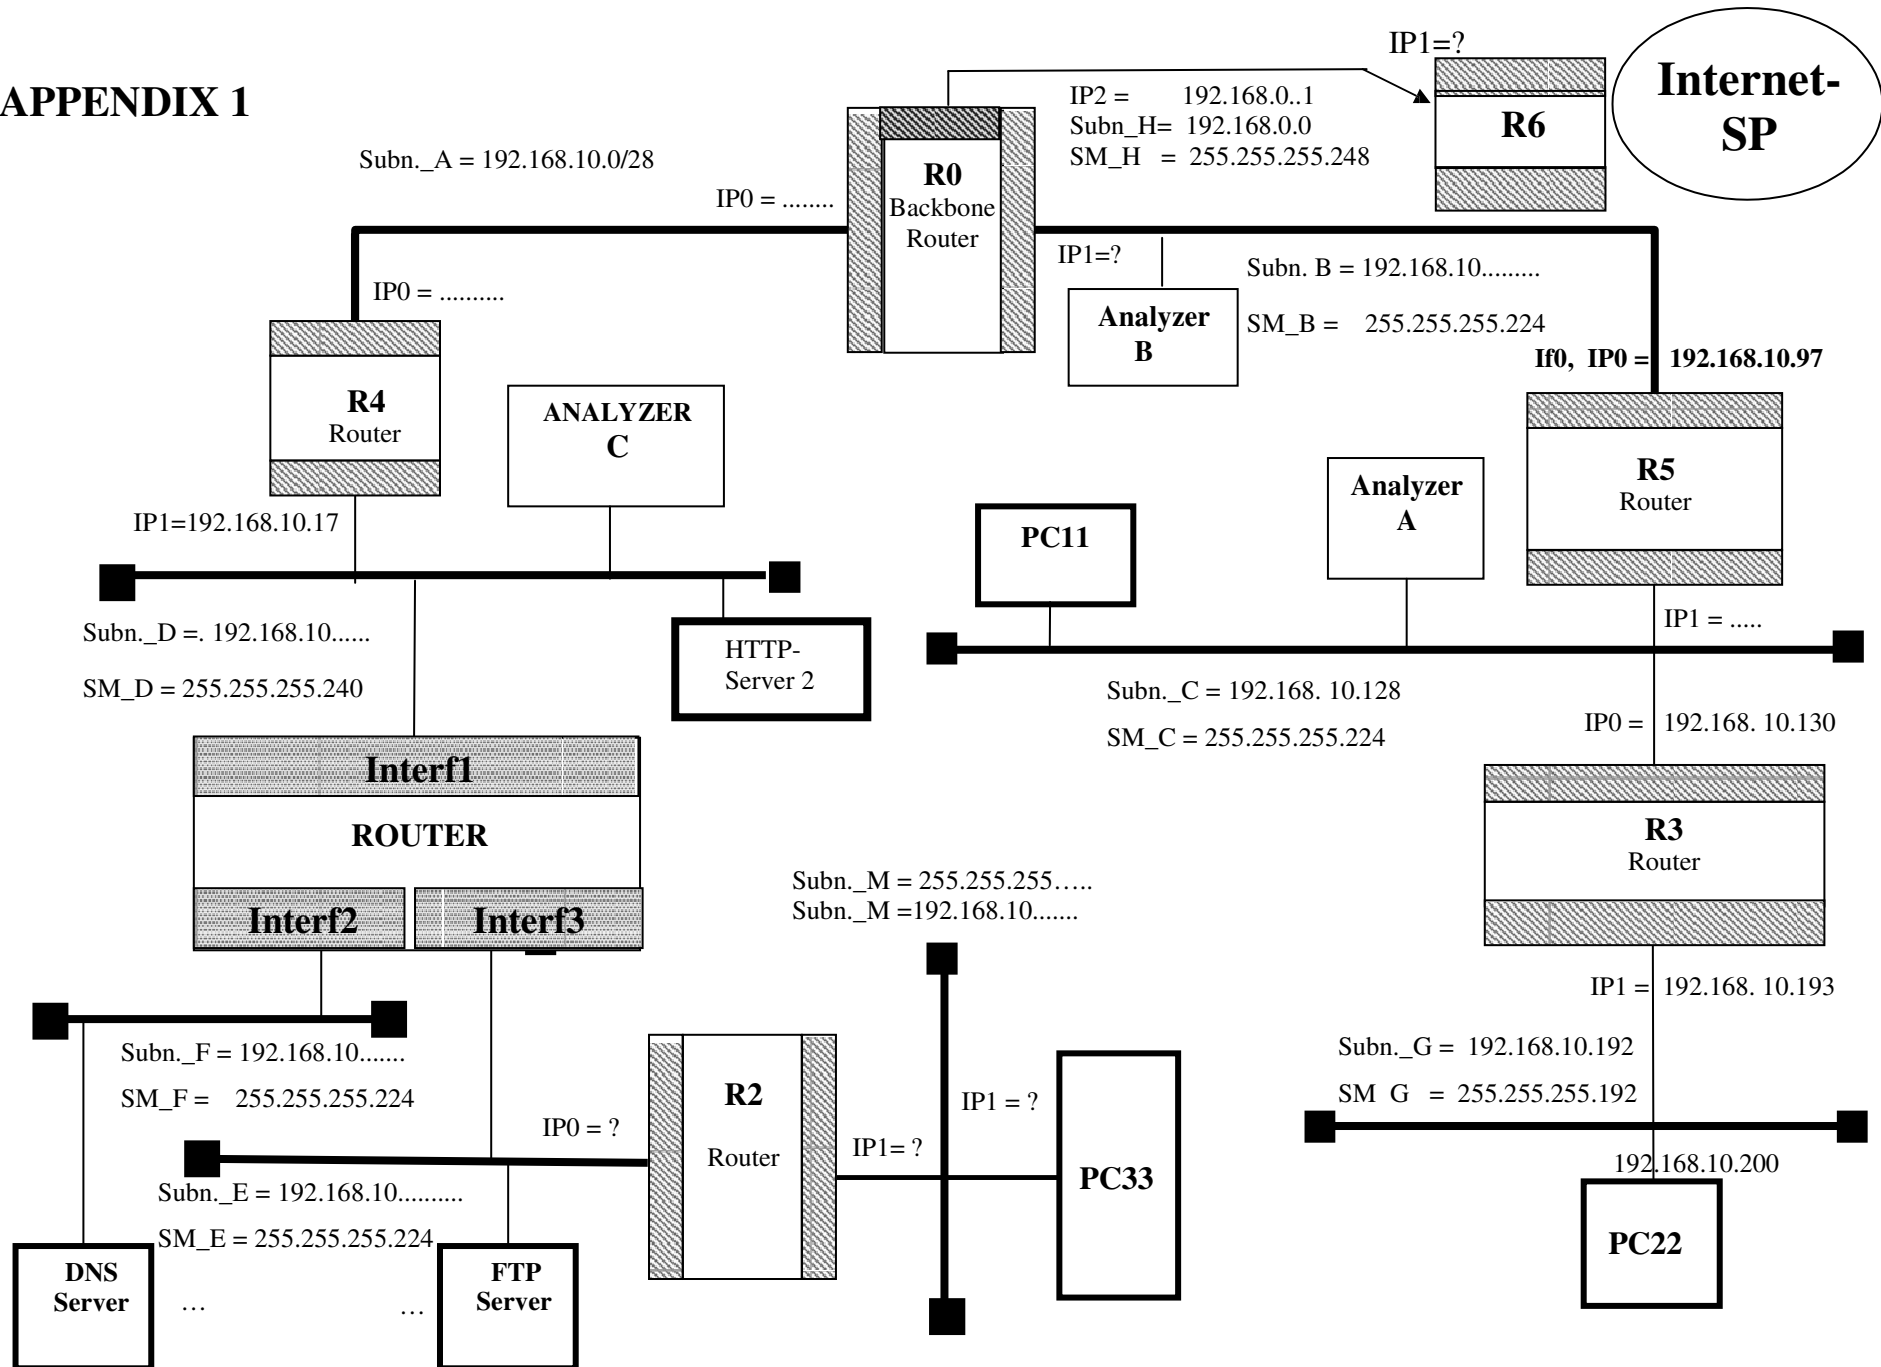 APPENDIX 1
IP1=?
Internet-
SP
IP2 = 192.168.0..1
Subn_H= 192.168.0.0
SM_H = 255.255.255.248
R6
Subn._A = 192.168.10.0/28
IP0 = ........
R0
Backbone
Router
IP1=?
Subn. B = 192.168.10.........
SM_B = 255.255.255.224
Analyzer
B
If0, IP0 = 192.168.10.97
IP0 = ..........
R4
Router
ANALYZER
C
IP1=192.168.10.17
PC11
Analyzer
A
R5
Router
IP1 = .....
Subn._D =. 192.168.10......
SM_D = 255.255.255.240
HTTP-
Server 2
Subn._C = 192.168. 10.128
SM_C = 255.255.255.224
IP0 = 192.168. 10.130
Interf1
ROUTER
Interf2
Interf3
R3
Router
Subn._M = 255.255.255…..
Subn._M =192.168.10.......
IP1 = 192.168. 10.193
Subn._F = 192.168.10.......
SM_F = 255.255.255.224
R2
Router
IP0 = ?
IP1= ?
IP1 = ?
PC33
Subn._G = 192.168.10.192
SM G = 255.255.255.192
192.168.10.200
PC22
Subn._E = 192.168.10..........
SM_E = 255.255.255.224
DNS
Server
…
…
FTP
Server